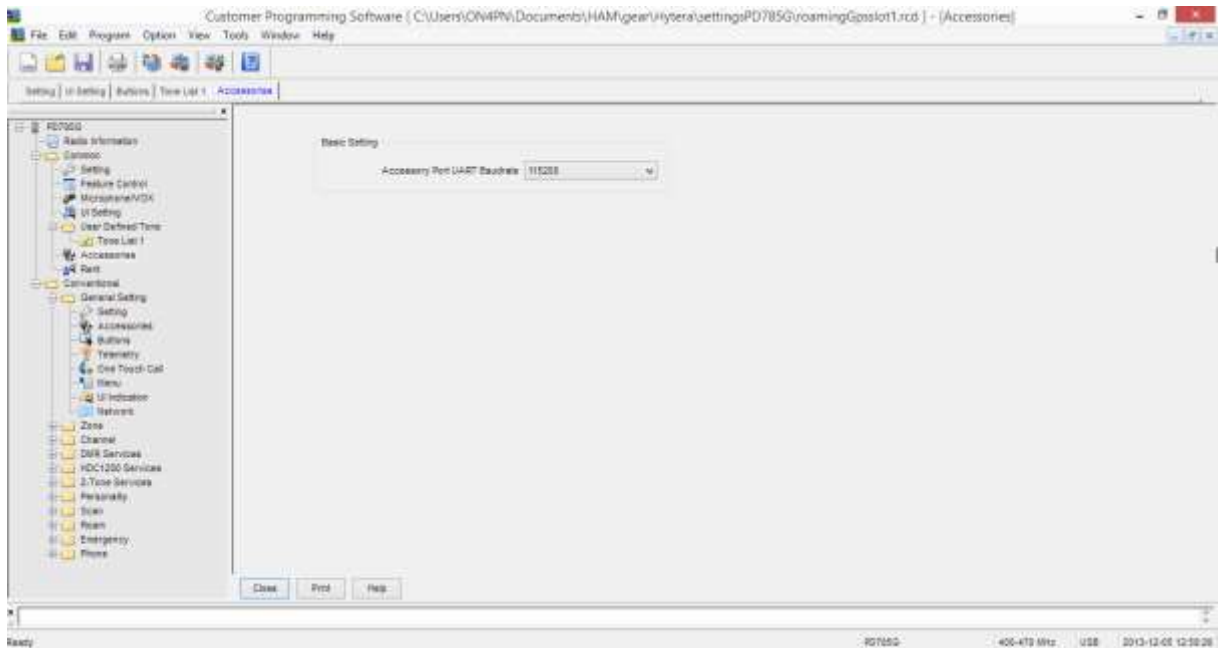 Customer Programming Software [ C:\Users\ON4PN\Documents\HAM\gear\Hytera\settingsPD785G\roamingGpsslot1.rcd ] - [Accessories]
File Edit Program Option View Tools Window Help
Setting UI Setting Buttons Tone List 1 Accessories
PD785G
Radio Information
Common
Setting
Feature Control
Microphone/VOX
UI Setting
User Defined Tone
Tone List 1
Accessories
Rent
Conventional
General Setting
Setting
Accessories
Buttons
Telemetry
One Touch Call
Menu
UI Indication
Network
Zone
Channel
DMR Services
HDC1200 Services
2-Tone Services
Personality
Scan
Roam
Emergency
Phone
Basic Setting
Accessory Port UART Baudrate 115200
Close Print Help
Ready PD785G 400-470 MHz USB 2013-12-05 12:50:26